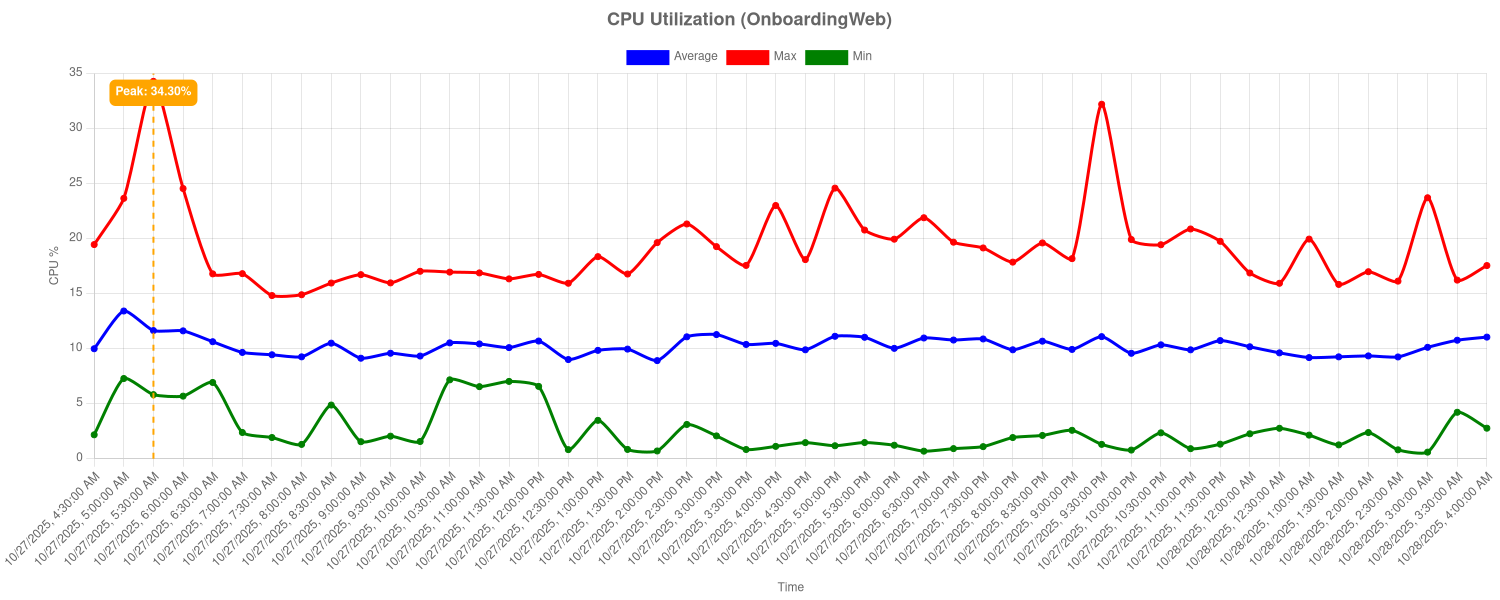 CPU Utilization (OnboardingWeb)
Average Max Min
35
Peak: 34.30%
30
25
20
CPU %
15
10
5
0
10/27/2025, 4:30:00 AM
10/27/2025, 5:00:00 AM
10/27/2025, 5:30:00 AM
10/27/2025, 6:00:00 AM
10/27/2025, 6:30:00 AM
10/27/2025, 7:00:00 AM
10/27/2025, 7:30:00 AM
10/27/2025, 8:00:00 AM
10/27/2025, 8:30:00 AM
10/27/2025, 9:00:00 AM
10/27/2025, 9:30:00 AM
10/27/2025, 10:00:00 AM
10/27/2025, 10:30:00 AM
10/27/2025, 11:00:00 AM
10/27/2025, 11:30:00 AM
10/27/2025, 12:00:00 PM
10/27/2025, 12:30:00 PM
10/27/2025, 1:00:00 PM
10/27/2025, 1:30:00 PM
10/27/2025, 2:00:00 PM
10/27/2025, 2:30:00 PM
10/27/2025, 3:00:00 PM
10/27/2025, 3:30:00 PM
10/27/2025, 4:00:00 PM
10/27/2025, 4:30:00 PM
10/27/2025, 5:00:00 PM
10/27/2025, 5:30:00 PM
10/27/2025, 6:00:00 PM
10/27/2025, 6:30:00 PM
10/27/2025, 7:00:00 PM
10/27/2025, 7:30:00 PM
10/27/2025, 8:00:00 PM
10/27/2025, 8:30:00 PM
10/27/2025, 9:00:00 PM
10/27/2025, 9:30:00 PM
10/27/2025, 10:00:00 PM
10/27/2025, 10:30:00 PM
10/27/2025, 11:00:00 PM
10/27/2025, 11:30:00 PM
10/28/2025, 12:00:00 AM
10/28/2025, 12:30:00 AM
10/28/2025, 1:00:00 AM
10/28/2025, 1:30:00 AM
10/28/2025, 2:00:00 AM
10/28/2025, 2:30:00 AM
10/28/2025, 3:00:00 AM
10/28/2025, 3:30:00 AM
10/28/2025, 4:00:00 AM
Time